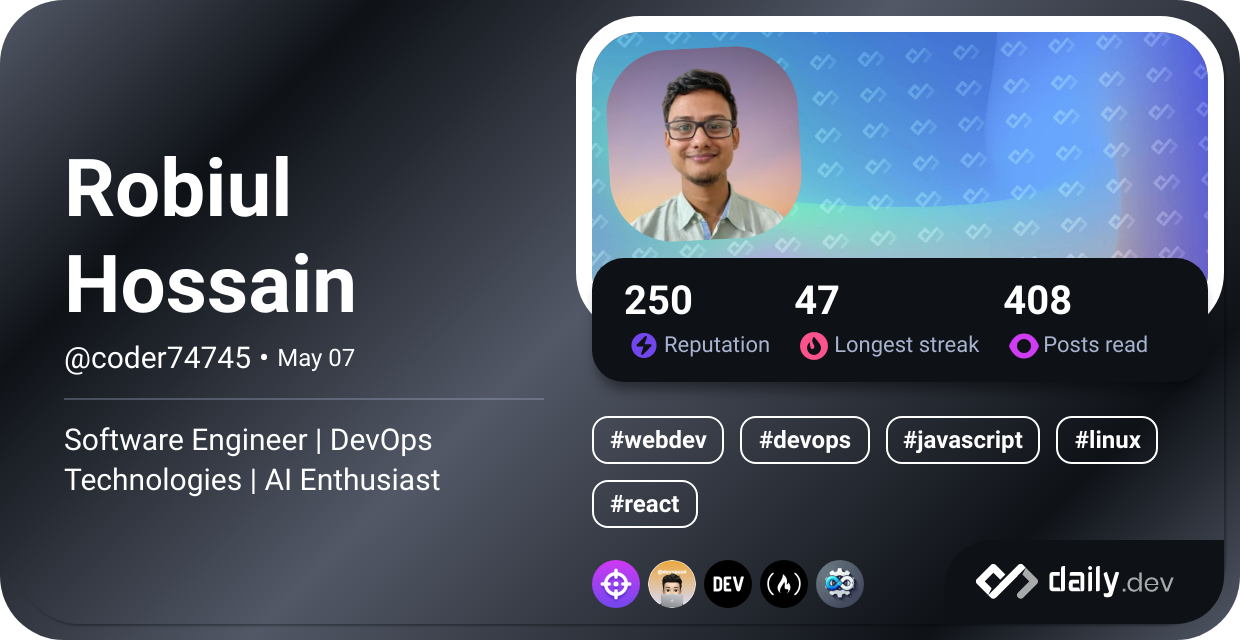 Robiul
Hossain
@coder74745 • May 07
Software Engineer | DevOps
Technologies | AI Enthusiast
250 47 408
Reputation Longest streak Posts read
#webdev #devops #javascript #linux
#react
DEV
daily.dev